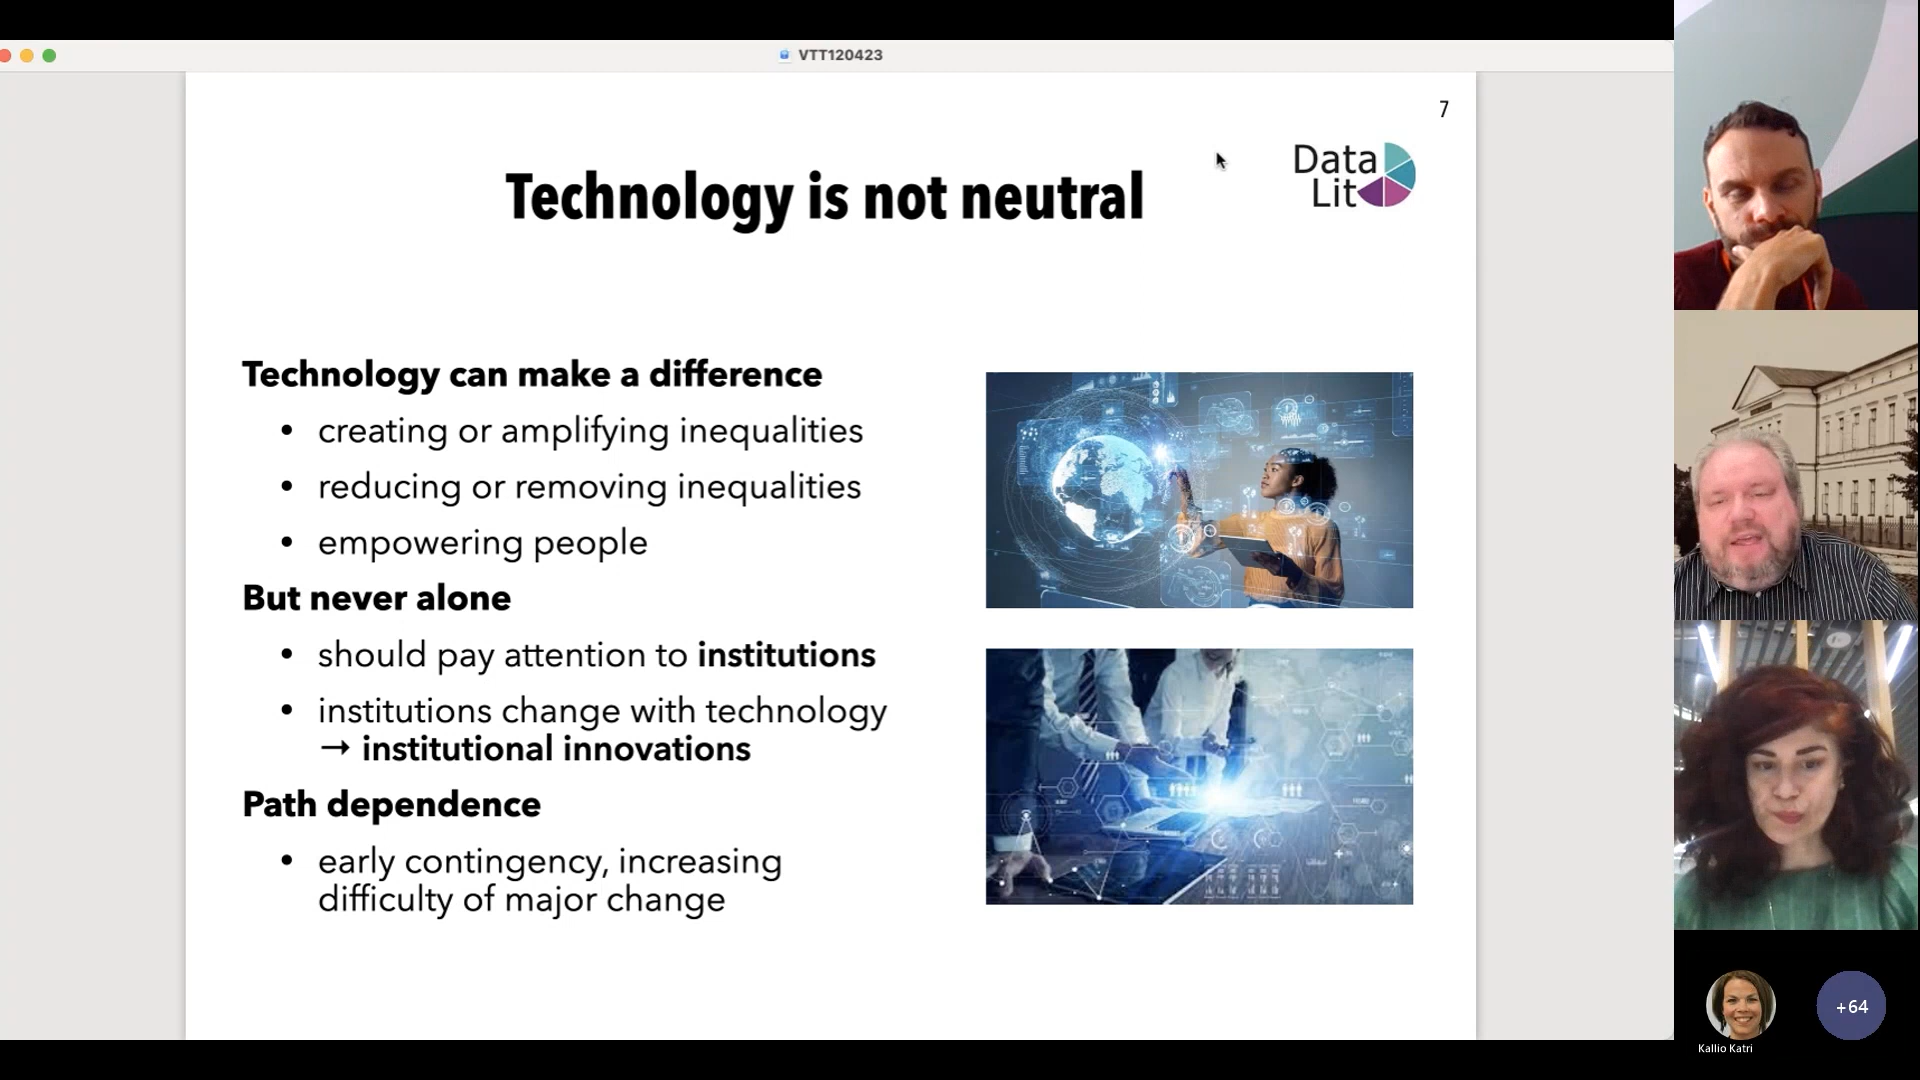 VTT120423
7
Data
Lit
Technology is not neutral
Technology can make a difference
• creating or amplifying inequalities
• reducing or removing inequalities
• empowering people
But never alone
• should pay attention to institutions
• institutions change with technology
→ institutional innovations
Path dependence
• early contingency, increasing
difficulty of major change
+64
Kallio Katri